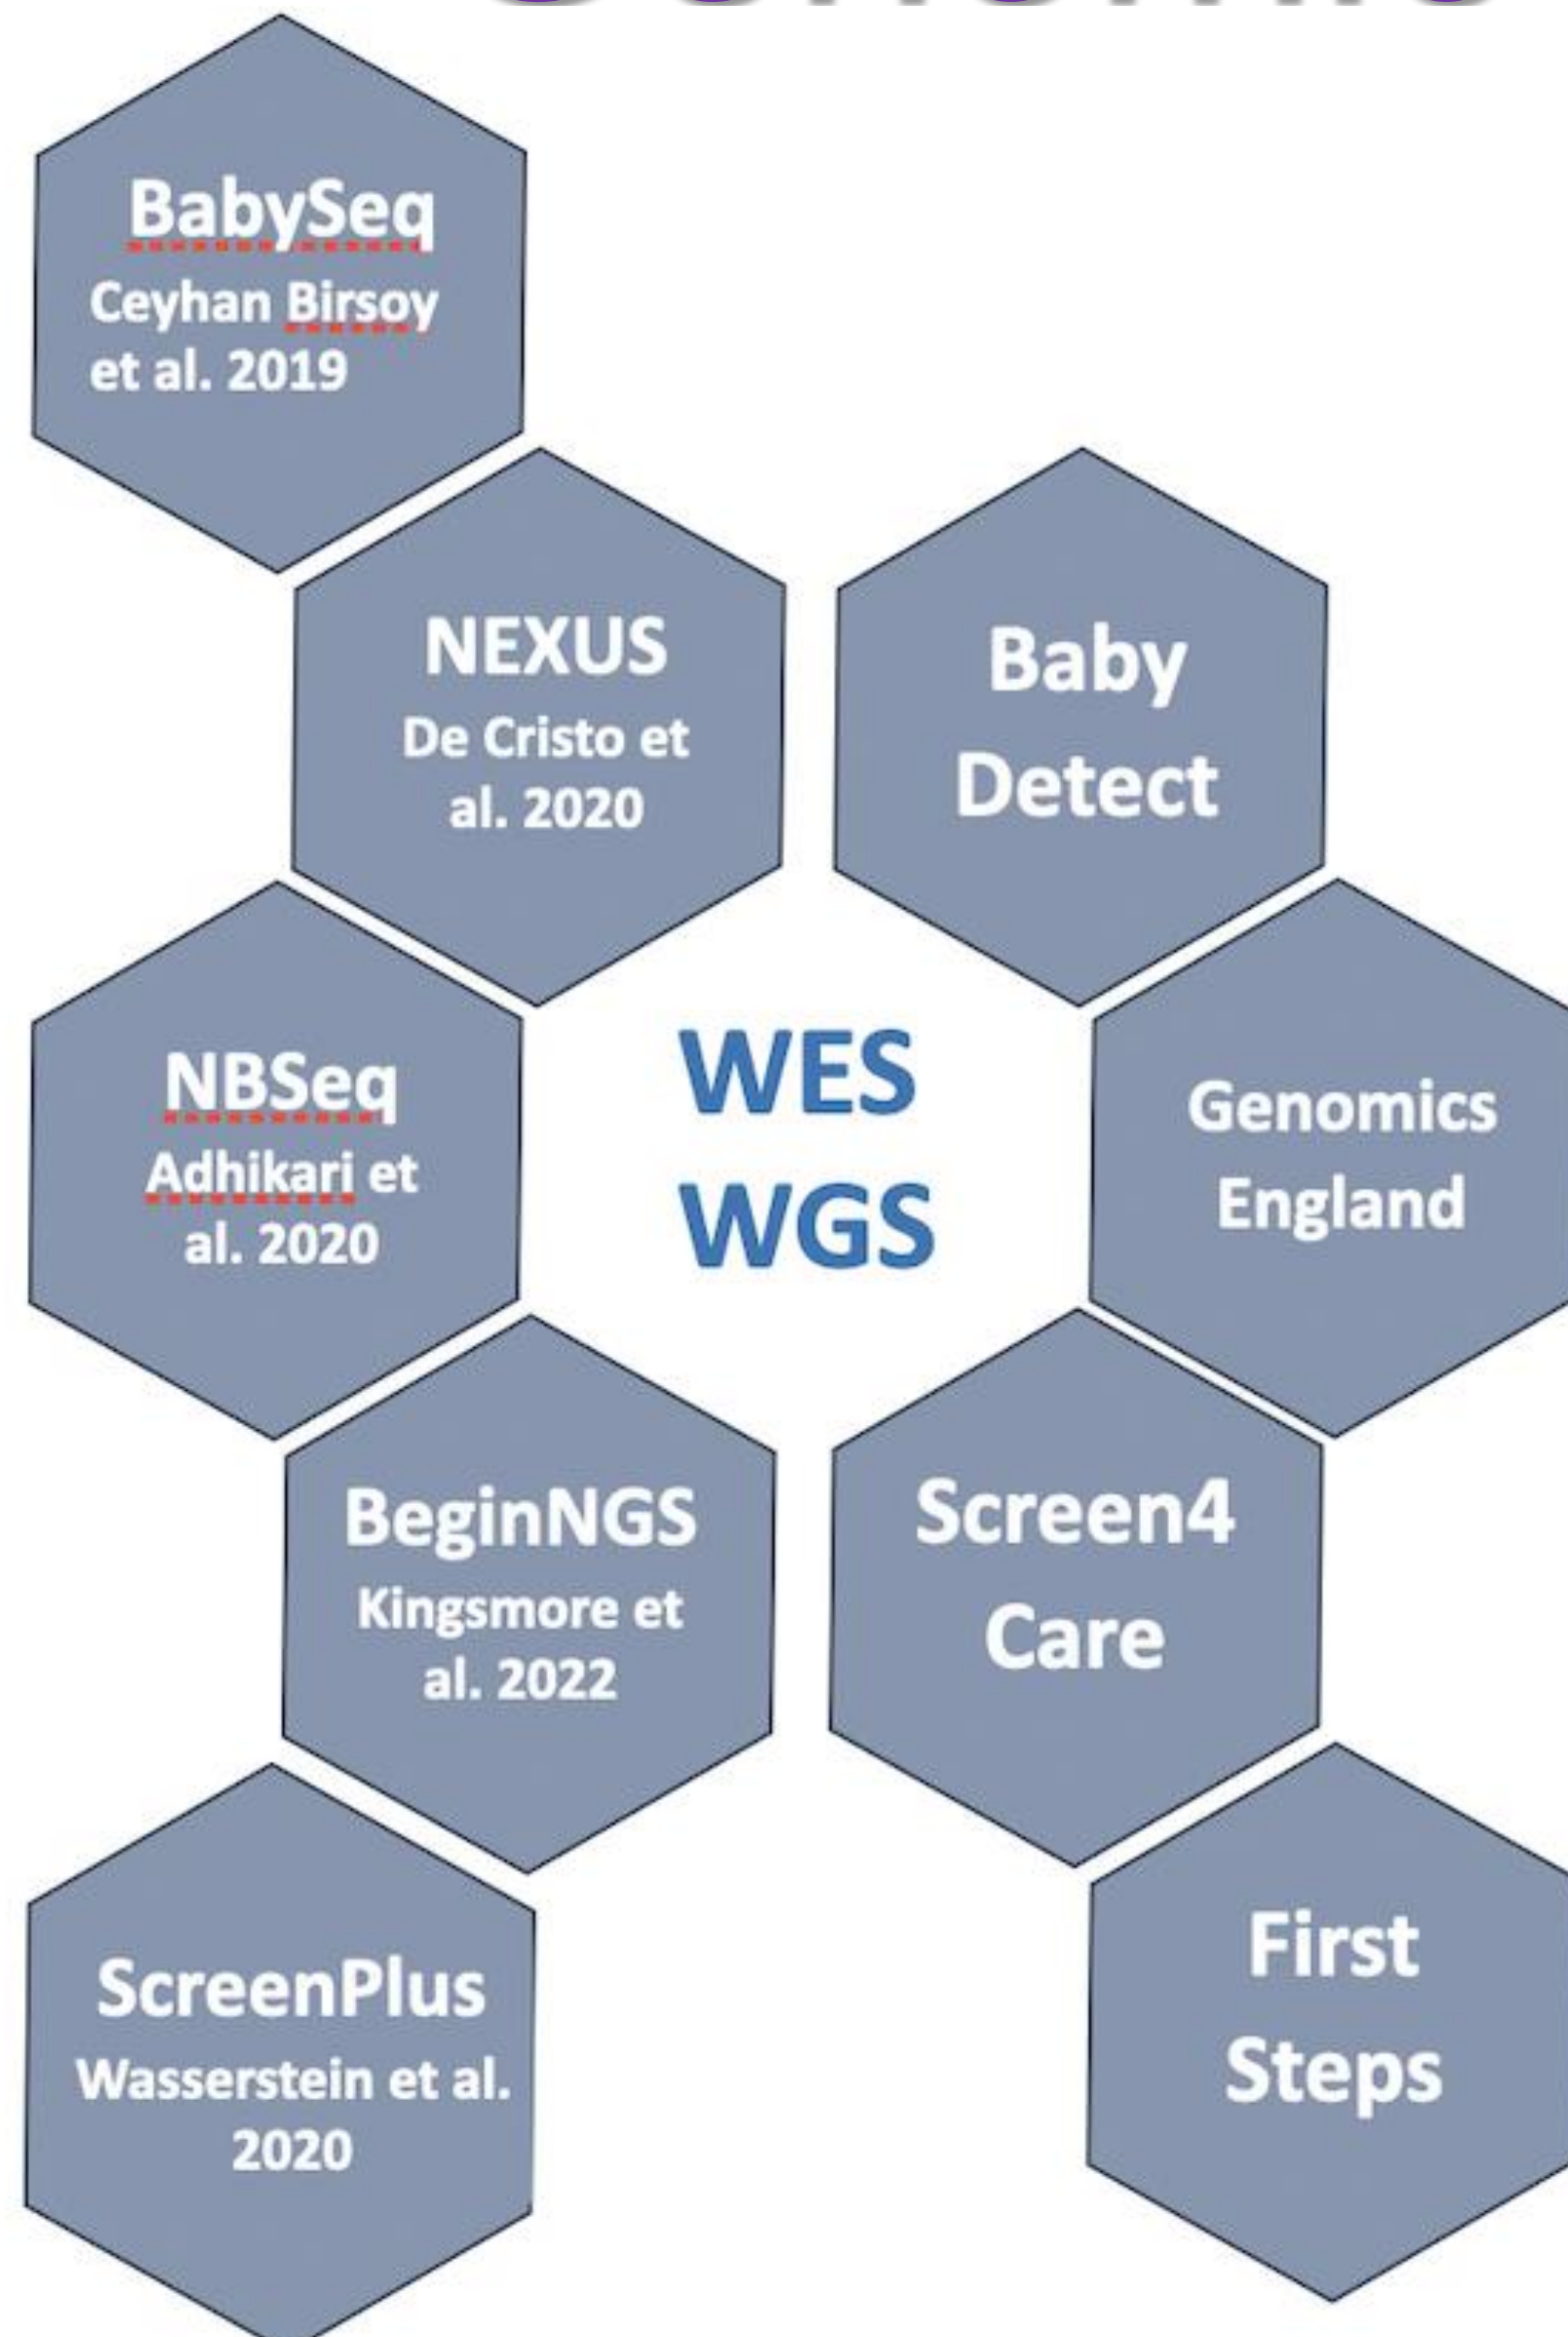 BabySeq
Ceyhan Birsoy
et al. 2019
NEXUS
De Cristo et
al. 2020
Baby
Detect
NBSeq
Adhikari et
al. 2020
WES
WGS
Genomics
England
BeginNGS
Kingsmore et
al. 2022
Screen4
Care
ScreenPlus
Wasserstein et al.
2020
First
Steps